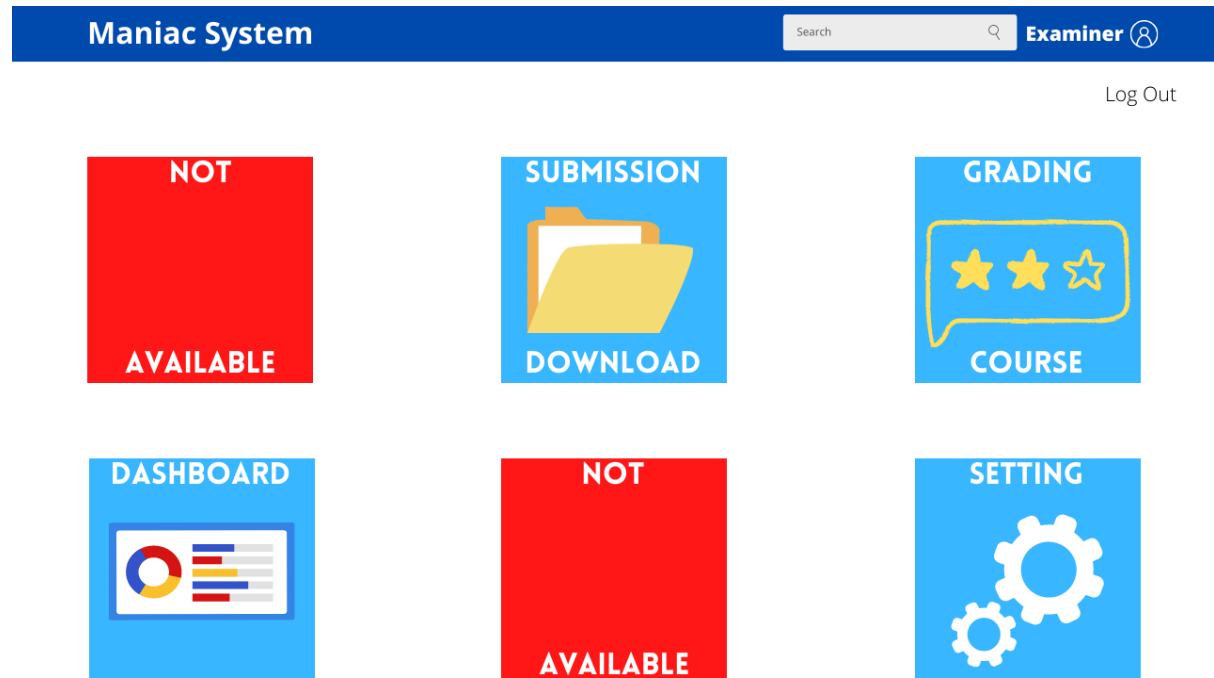 Maniac System
Search
Examiner
Log Out
NOT
AVAILABLE
SUBMISSION
DOWNLOAD
GRADING
COURSE
DASHBOARD
NOT
AVAILABLE
SETTING